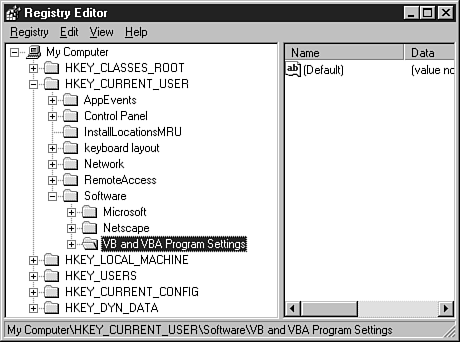 Registry Editor
Registry Edit View Help
My Computer
HKEY_CLASSES_ROOT
HKEY_CURRENT_USER
AppEvents
Control Panel
InstallLocationsMRU
keyboard layout
Network
RemoteAccess
Software
Microsoft
Netscape
VB and VBA Program Settings
HKEY_LOCAL_MACHINE
HKEY_USERS
HKEY_CURRENT_CONFIG
HKEY_DYN_DATA
Name Data
ab (Default) (value no
My Computer\HKEY_CURRENT_USER\Software\VB and VBA Program Settings